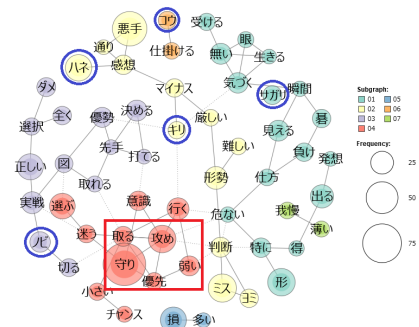 悪手
コウ
受ける
通り
仕掛ける
無い
眼
生きる
ハネ
感想
気づく
ダメ
マイナス
サガリ
瞬間
全く
優勢
決める
厳しい
碁
選択
キリ
見える
先手
打てる
難しい
負け
発想
正しい
図
形勢
仕方
取れる
出る
実戦
選ぶ
意識
行く
危ない
我慢
薄い
ノビ
迷う
取る
攻め
判断
特に
得
切る
守り
弱い
優先
ミス
ヨミ
形
小さい
チャンス
損
多い
Subgraph:
01
05
02
06
03
07
04
Frequency:
25
50
75